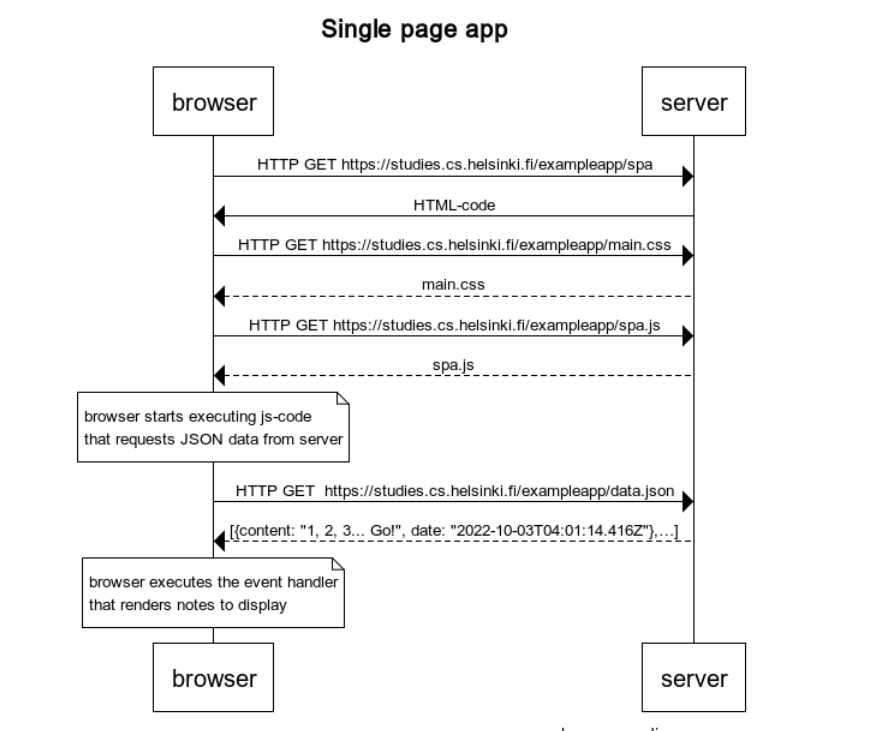 Single page app
browser
server
HTTP GET https://studies.cs.helsinki.fi/exampleapp/spa
HTML-code
HTTP GET https://studies.cs.helsinki.fi/exampleapp/main.css
main.css
HTTP GET https://studies.cs.helsinki.fi/exampleapp/spa.js
spa.js
browser starts executing js-code
that requests JSON data from server
HTTP GET  https://studies.cs.helsinki.fi/exampleapp/data.json
[{content: "1, 2, 3... Go!", date: "2022-10-03T04:01:14.416Z"},...]
browser executes the event handler
that renders notes to display
browser
server